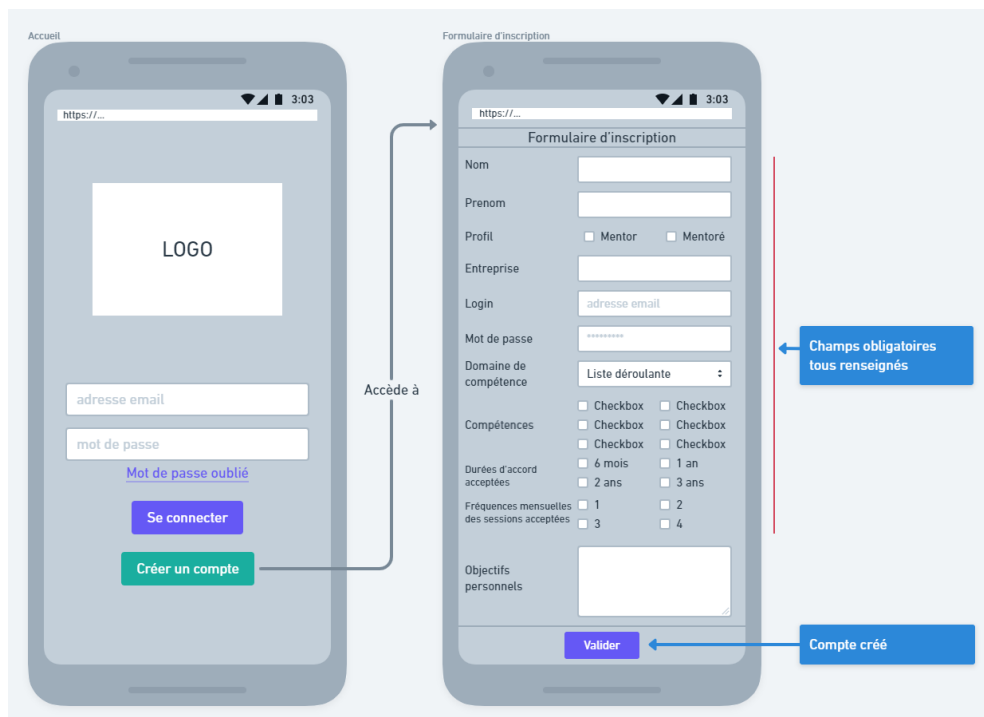 Accueil
3:03
https://...
LOGO
adresse email
mot de passe
Mot de passe oublié
Se connecter
Créer un compte
Accède à
Formulaire d'inscription
3:03
https://...
Formulaire d'inscription
Nom
Prenom
Profil Mentor Mentoré
Entreprise
Login adresse email
Mot de passe *********
Domaine de
compétence Liste déroulante
Checkbox Checkbox
Compétences Checkbox Checkbox
Checkbox Checkbox
Durées d'accord
acceptées
6 mois 1 an
2 ans 3 ans
Fréquences mensuelles
des sessions acceptées
1 2
3 4
Objectifs
personnels
Valider
Champs obligatoires
tous renseignés
Compte créé